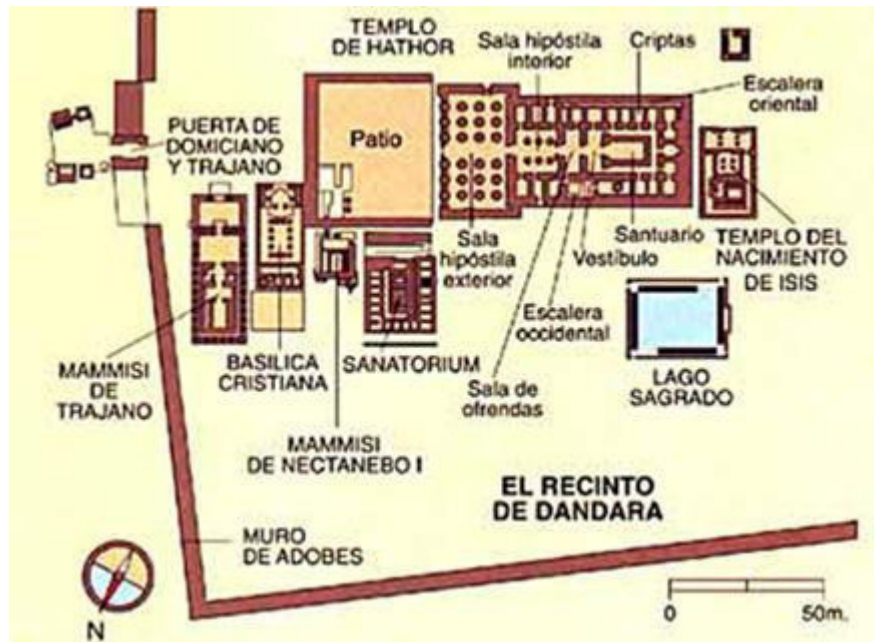 TEMPLO
DE HATHOR
Sala hipóstila
interior
Criptas
Escalera
oriental
PUERTA DE
DOMICIANO
Y TRAJANO
Patio
Sala
hipóstila
exterior
Santuario
Vestíbulo
TEMPLO DEL
NACIMIENTO
DE ISIS
Escalera
occidental
MAMMISI
DE
TRAJANO
BASILICA
CRISTIANA
SANATORIUM
Sala de
ofrendas
LAGO
SAGRADO
MAMMISI
DE NECTANEBO I
EL RECINTO
DE DANDARA
MURO
DE ADOBES
N
0
50m.